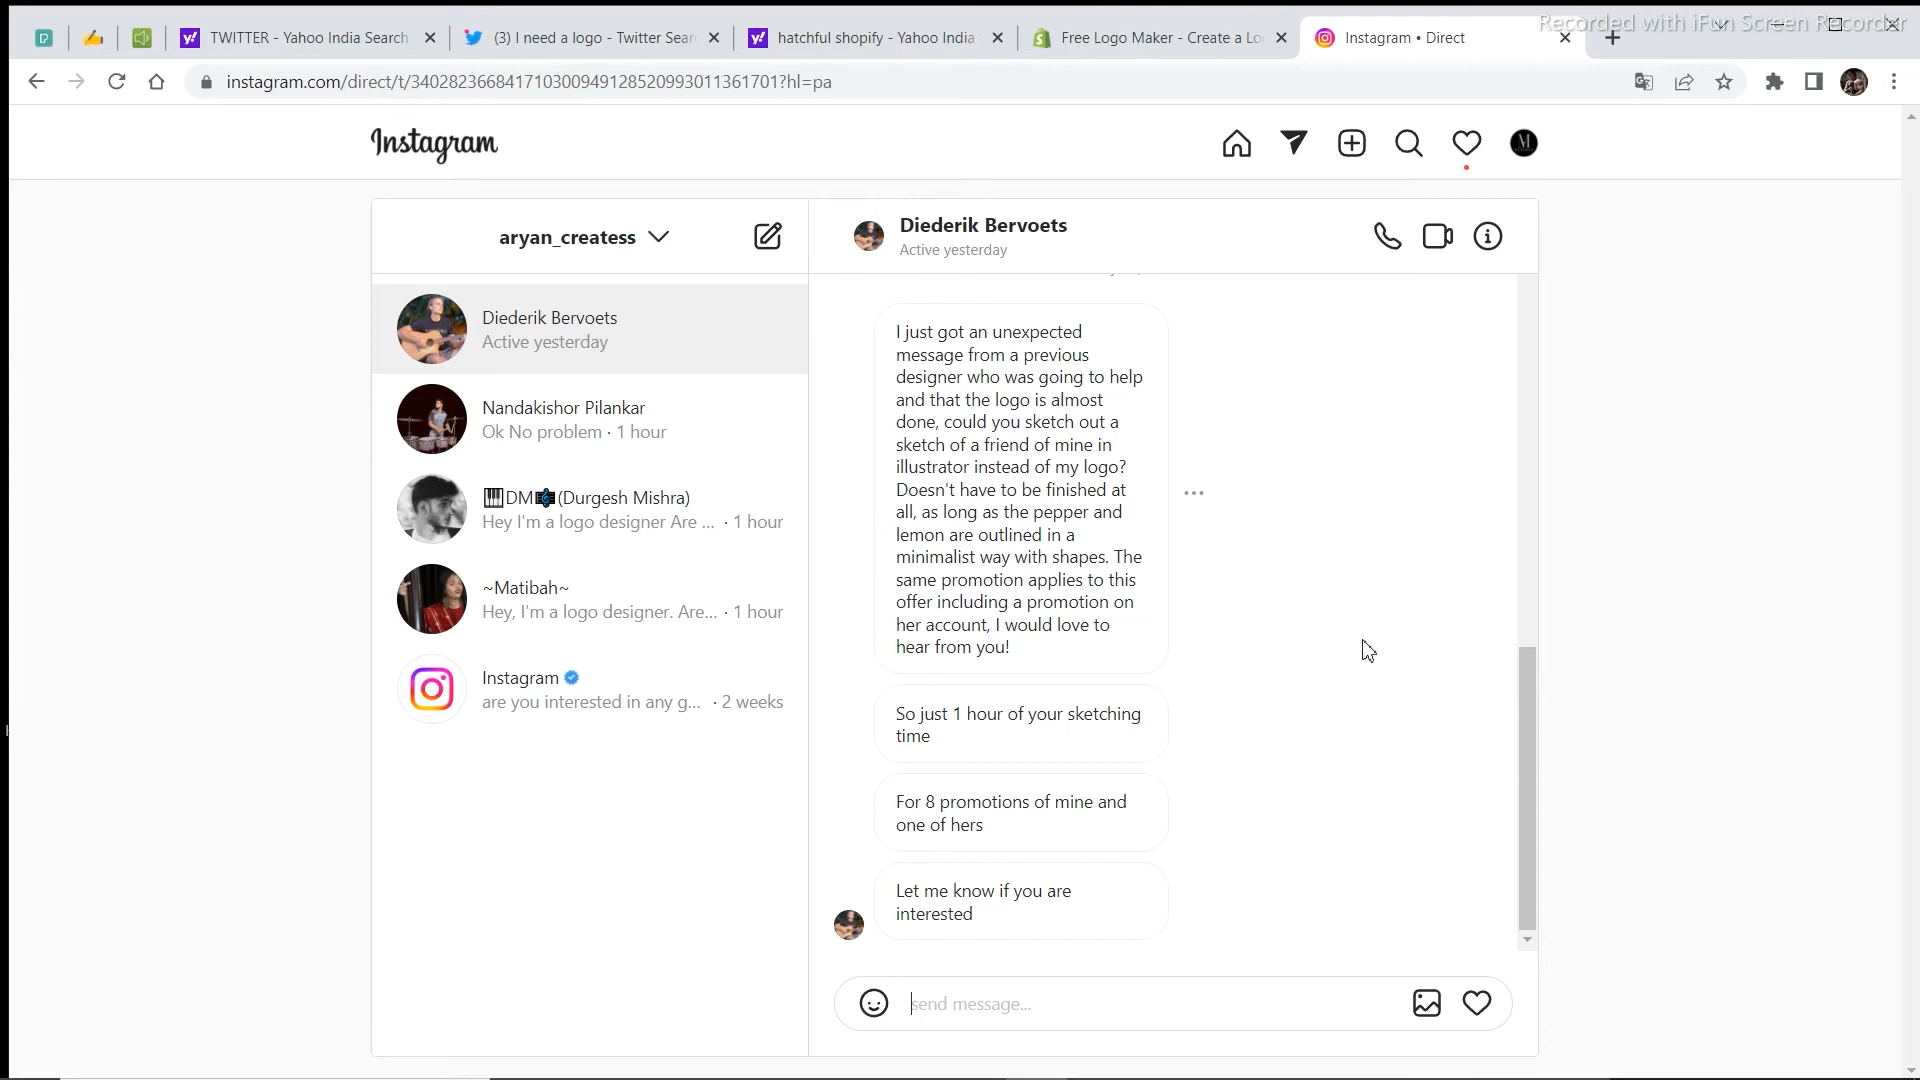 Recorded with iFun Screen Recorder
TWITTER - Yahoo India Search
(3) I need a logo - Twitter Sear
hatchful shopify - Yahoo India
Free Logo Maker - Create a Lo
Instagram • Direct
instagram.com/direct/t/340282366841710300949128520993011361701?hl=pa
Instagram
aryan_createss
Diederik Bervoets
Active yesterday
Diederik Bervoets
Active yesterday
Nandakishor Pilankar
Ok No problem · 1 hour
🎹DM🎼(Durgesh Mishra)
Hey I'm a logo designer Are ... · 1 hour
~Matibah~
Hey, I'm a logo designer. Are... · 1 hour
Instagram
are you interested in any g... · 2 weeks
I just got an unexpected
message from a previous
designer who was going to help
and that the logo is almost
done, could you sketch out a
sketch of a friend of mine in
illustrator instead of my logo?
Doesn't have to be finished at
all, as long as the pepper and
lemon are outlined in a
minimalist way with shapes. The
same promotion applies to this
offer including a promotion on
her account, I would love to
hear from you!
So just 1 hour of your sketching
time
For 8 promotions of mine and
one of hers
Let me know if you are
interested
send message...